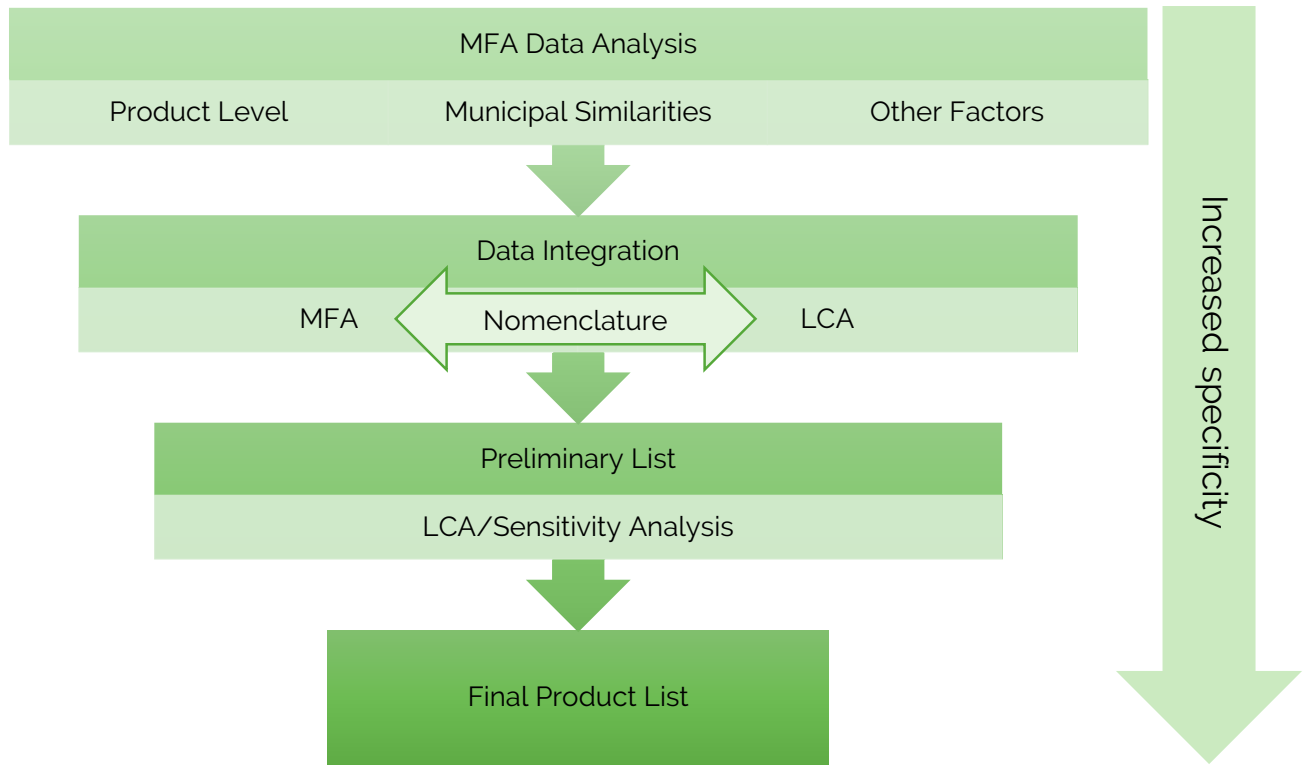 MFA Data Analysis
Product Level
Municipal Similarities
Other Factors
Data Integration
MFA
Nomenclature
LCA
Preliminary List
LCA/Sensitivity Analysis
Final Product List
Increased specificity